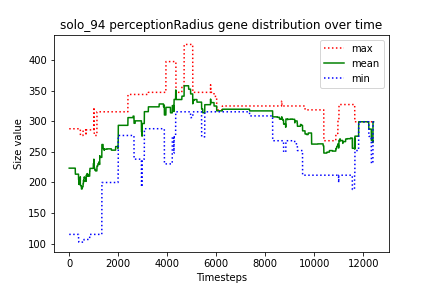 solo_94 perceptionRadius gene distribution over time
max
mean
min
Size value
400
350
300
250
200
150
100
0
2000
4000
6000
8000
10000
12000
Timesteps